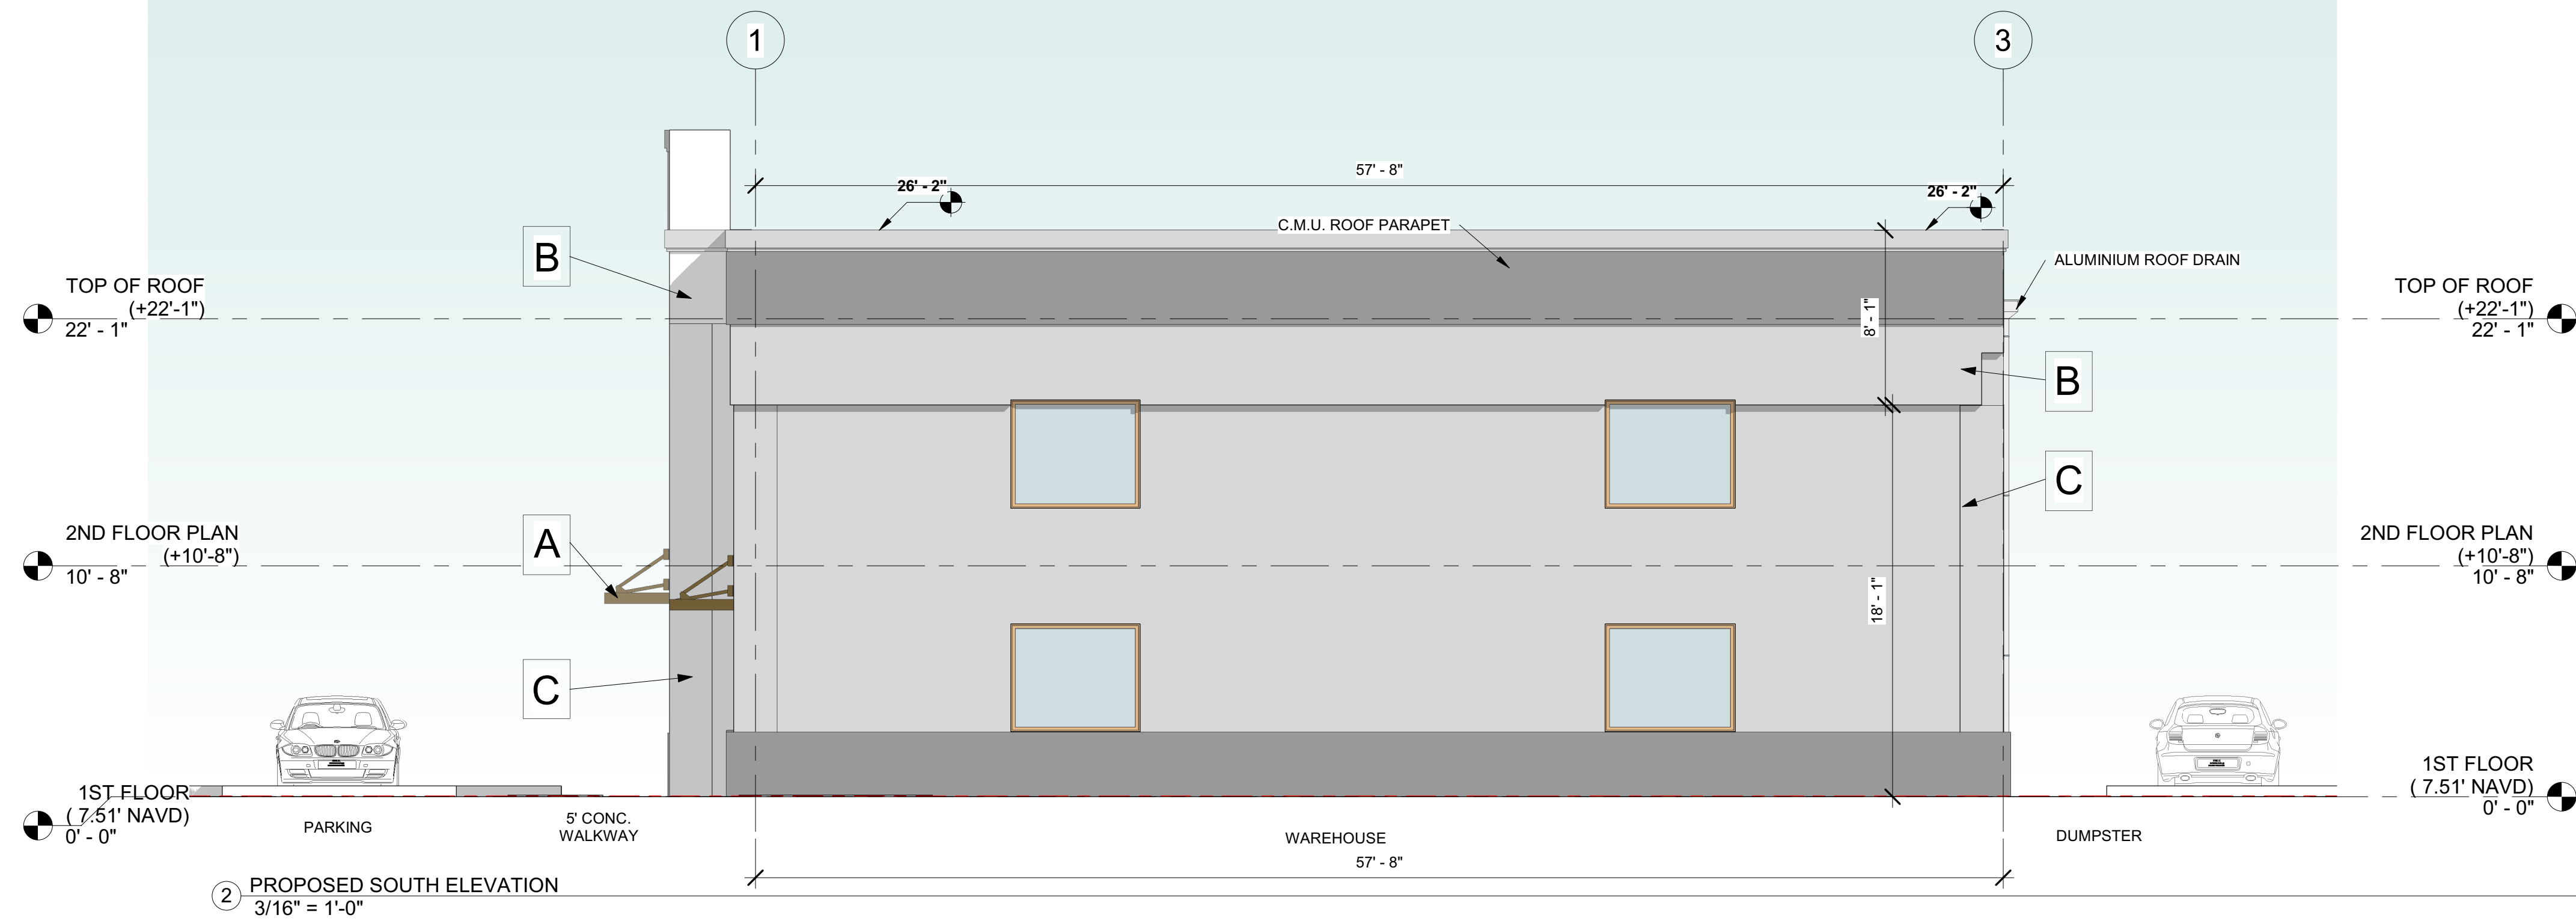 1
3
57' - 8"
26' - 2"
26' - 2"
C.M.U. ROOF PARAPET
B
ALUMINIUM ROOF DRAIN
TOP OF ROOF
(+22'-1")
22' - 1"
TOP OF ROOF
(+22'-1")
22' - 1"
8' - 1"
B
C
A
2ND FLOOR PLAN
(+10'-8")
10' - 8"
2ND FLOOR PLAN
(+10'-8")
10' - 8"
18' - 1"
C
1ST FLOOR
( 7.51' NAVD)
0' - 0"
1ST FLOOR
( 7.51' NAVD)
0' - 0"
PARKING
5' CONC.
WALKWAY
WAREHOUSE
DUMPSTER
57' - 8"
2
PROPOSED SOUTH ELEVATION
3/16" = 1'-0"